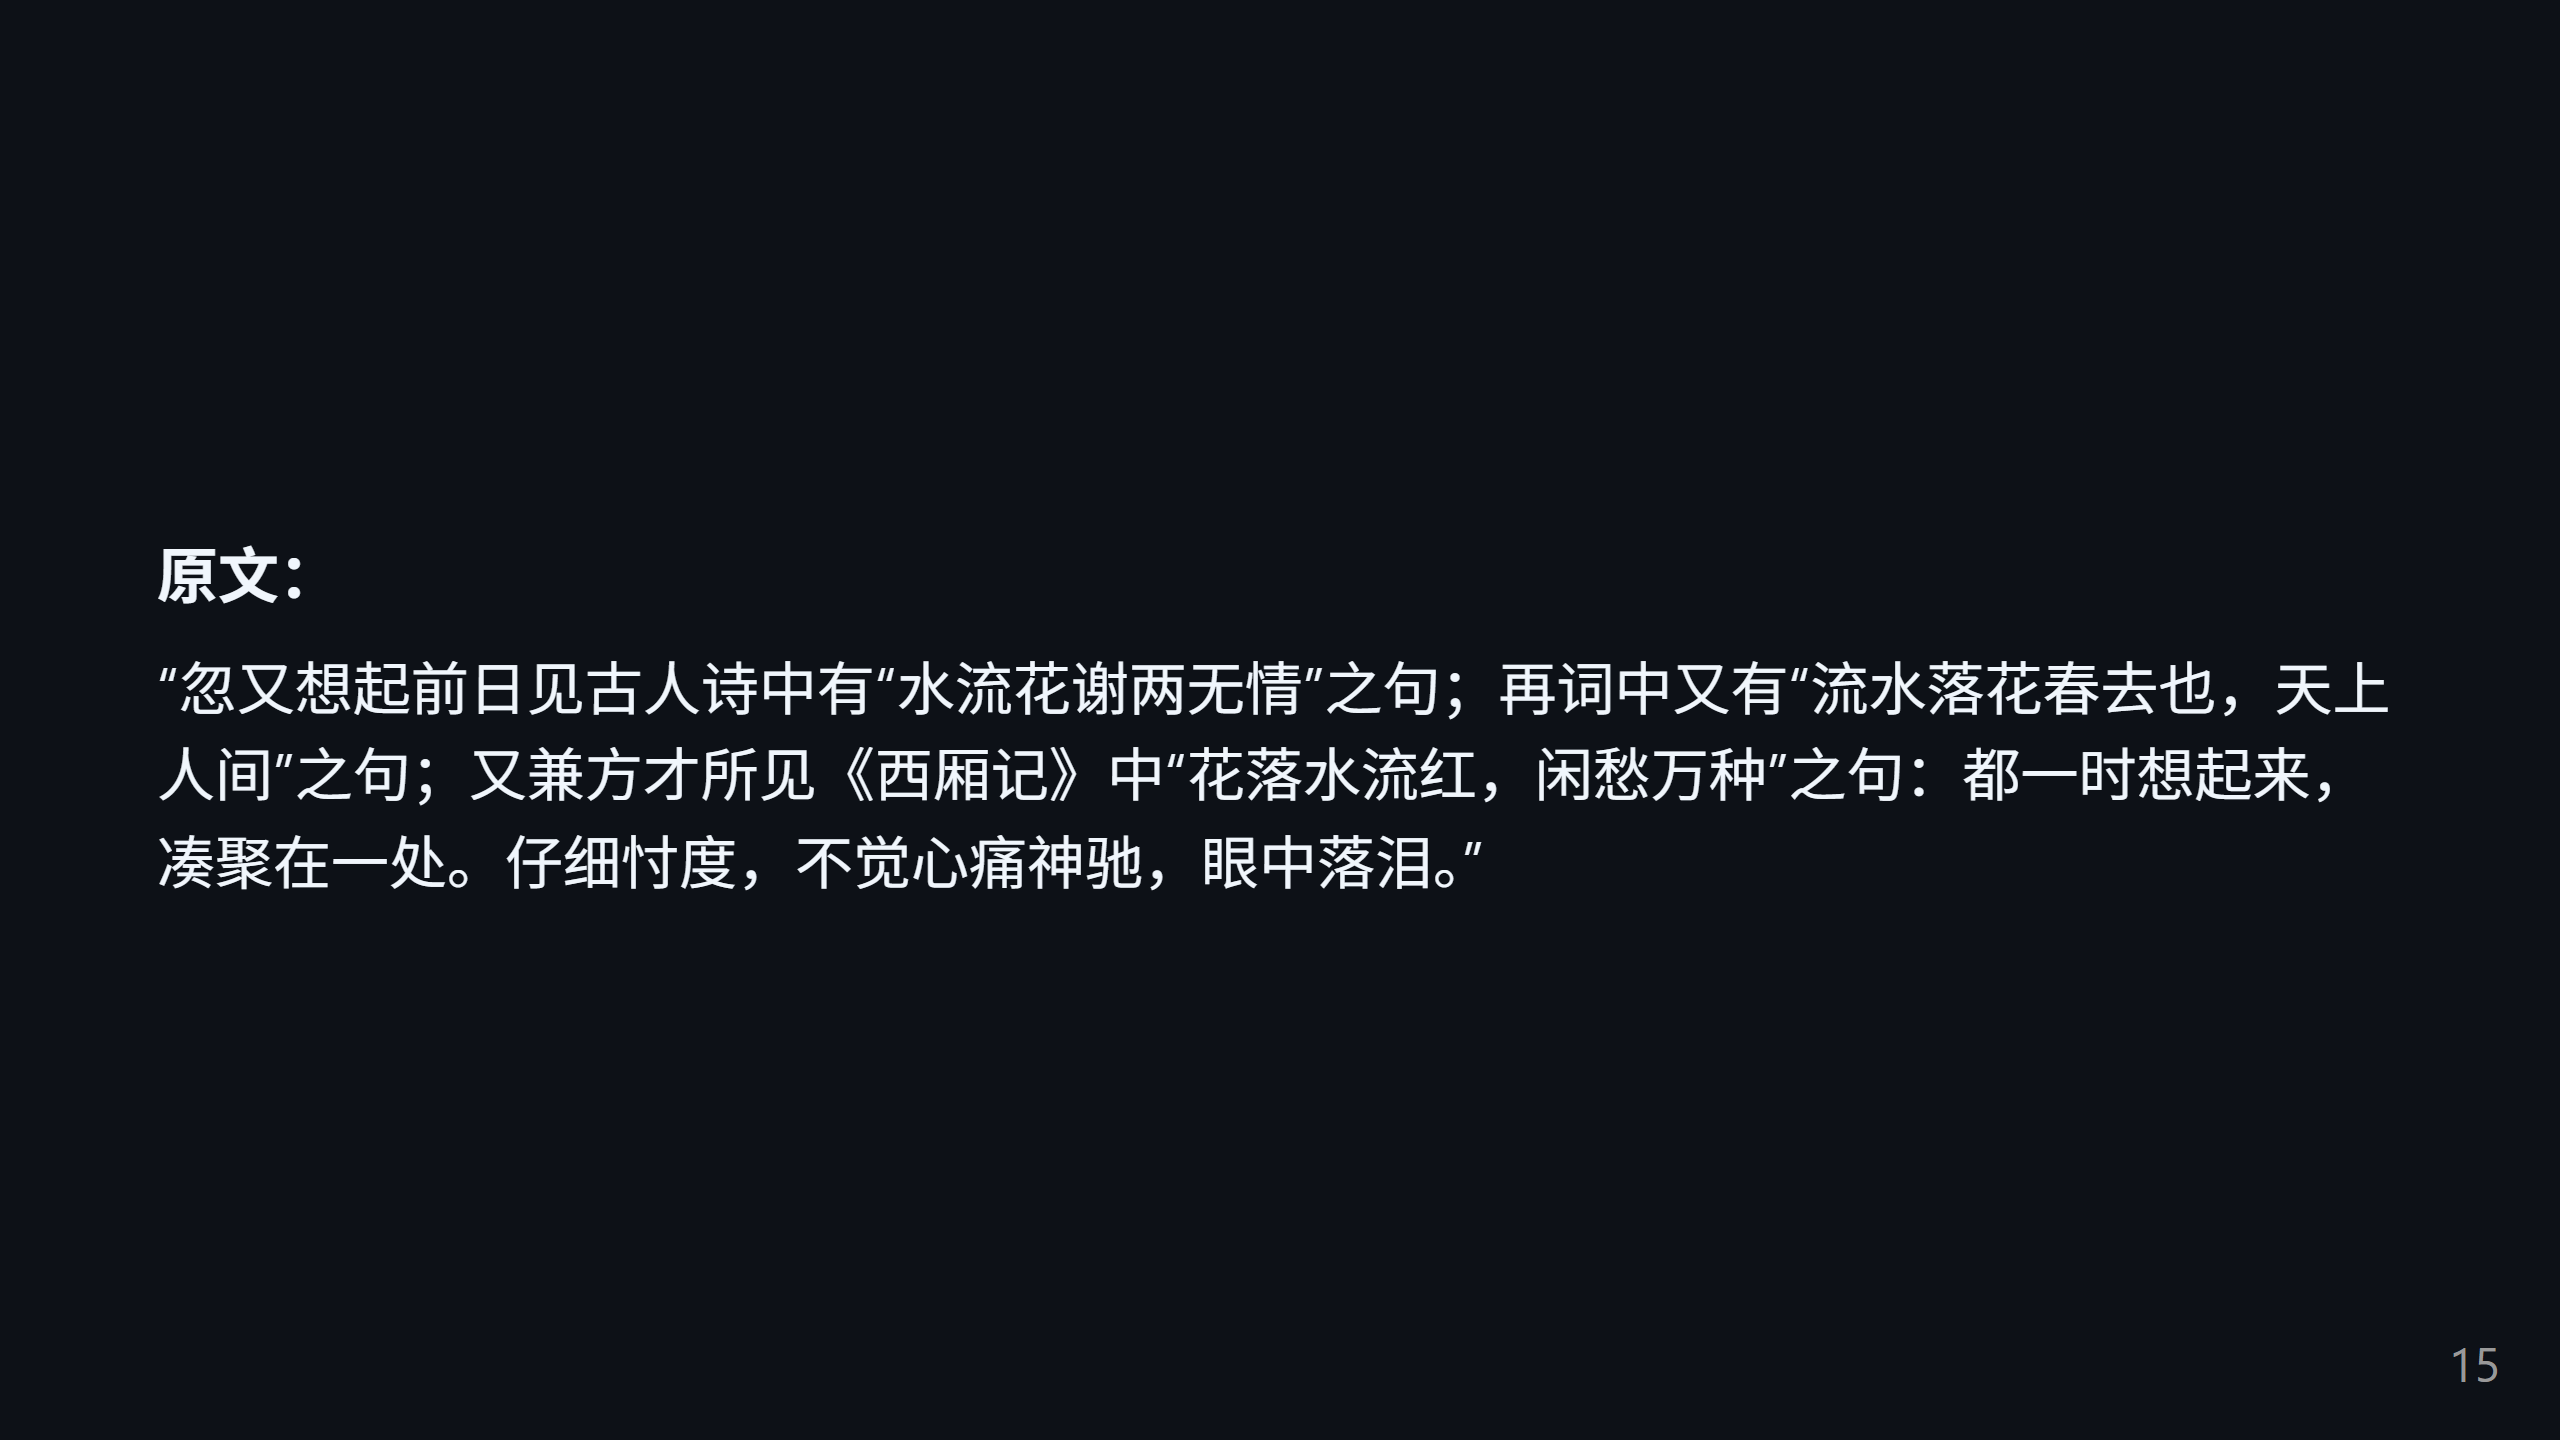 原文：
“忽又想起前日见古人诗中有“水流花谢两无情”之句；再词中又有“流水落花春去也，天上
人间”之句；又兼方才所见《西厢记》中“花落水流红，闲愁万种”之句：都一时想起来，
凑聚在一处。仔细忖度，不觉心痛神驰，眼中落泪。”
15